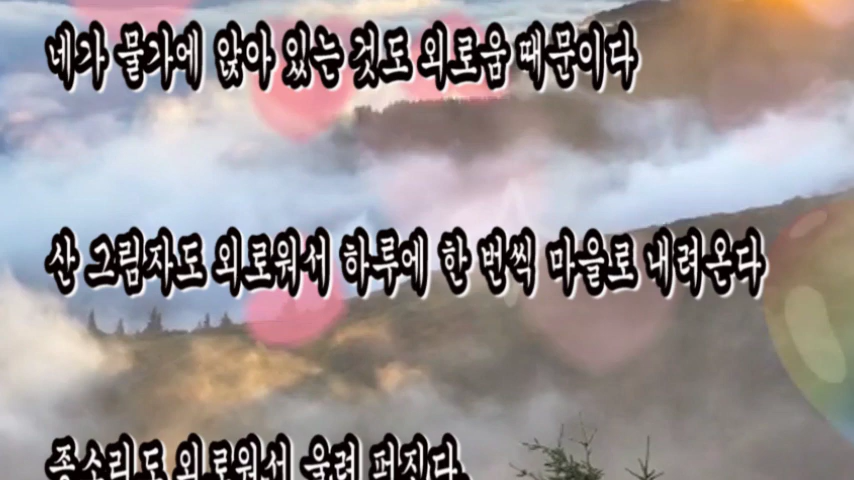 네가 물가에 앉아 있는 것도 외로움 때문이다
산 그림자도 외로워서 하루에 한 번씩 마을로 내려온다
종소리도 외로워서 울려 퍼진다